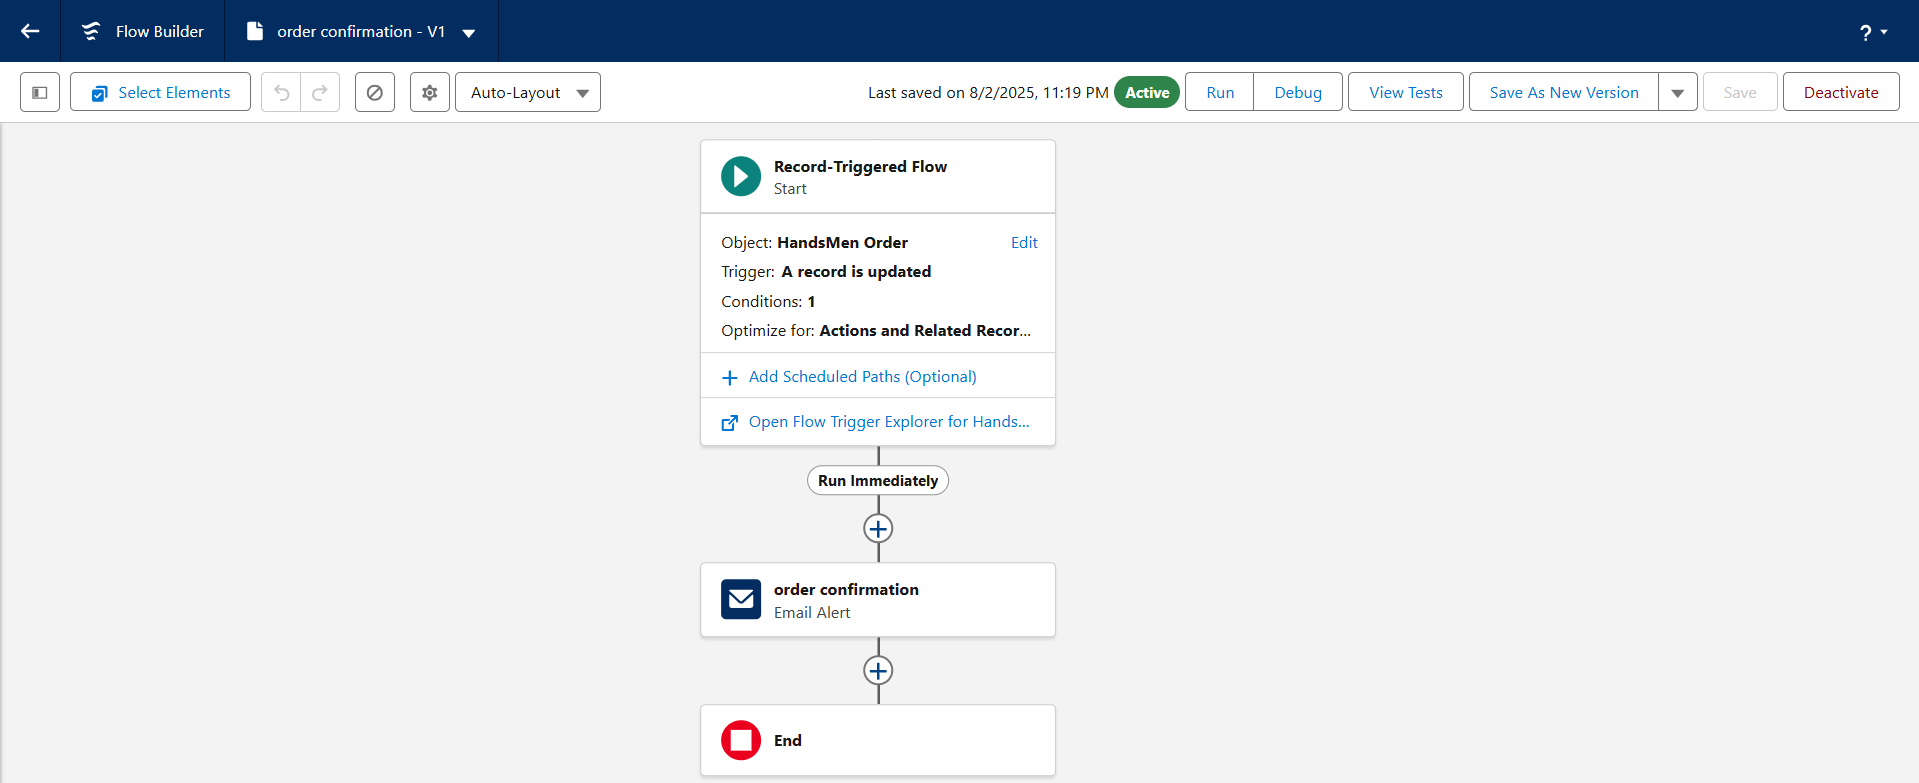 Flow Builder
order confirmation - V1
?
Select Elements
Auto-Layout
Last saved on 8/2/2025, 11:19 PM
Active
Run
Debug
View Tests
Save As New Version
Save
Deactivate
Record-Triggered Flow
Start
Object: HandsMen Order
Edit
Trigger: A record is updated
Conditions: 1
Optimize for: Actions and Related Recor...
Add Scheduled Paths (Optional)
Open Flow Trigger Explorer for Hands...
Run Immediately
order confirmation
Email Alert
End